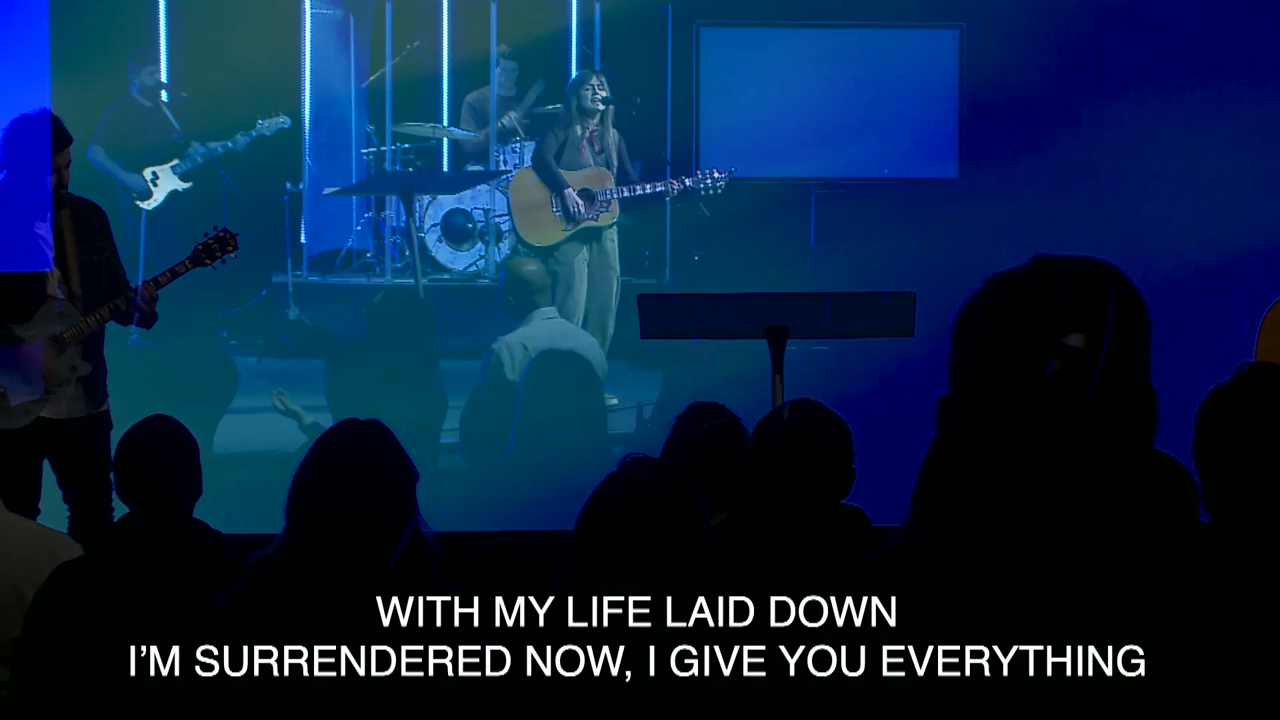 WITH MY LIFE LAID DOWN
I’M SURRENDERED NOW, I GIVE YOU EVERYTHING